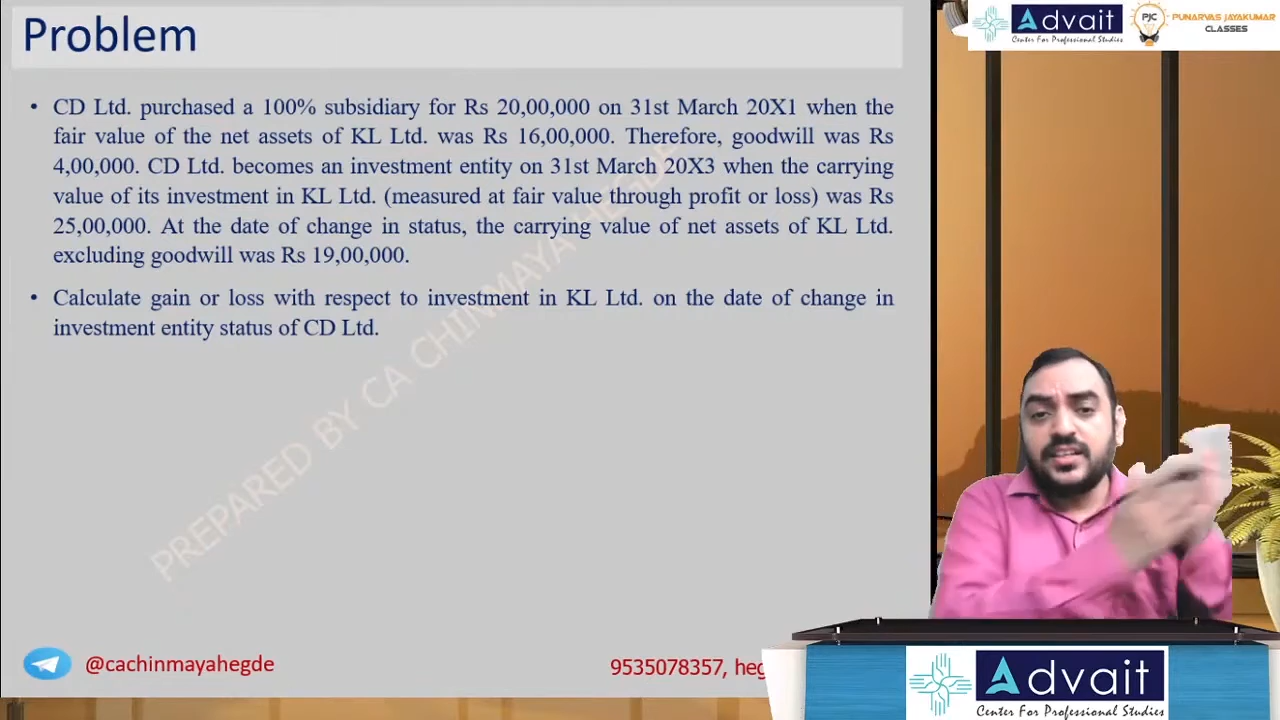 Problem
Advait
Center For Professional Studies
PJC
PUNARVAS JAYAKUMAR
CLASSES
• CD Ltd. purchased a 100% subsidiary for Rs 20,00,000 on 31st March 20X1 when the
fair value of the net assets of KL Ltd. was Rs 16,00,000. Therefore, goodwill was Rs
4,00,000. CD Ltd. becomes an investment entity on 31st March 20X3 when the carrying
value of its investment in KL Ltd. (measured at fair value through profit or loss) was Rs
25,00,000. At the date of change in status, the carrying value of net assets of KL Ltd.
excluding goodwill was Rs 19,00,000.
• Calculate gain or loss with respect to investment in KL Ltd. on the date of change in
investment entity status of CD Ltd.
PREPARED BY CA CHINMAYA HEGDE
@cachinmayahegde
9535078357, heg
Advait
Center For Professional Studies